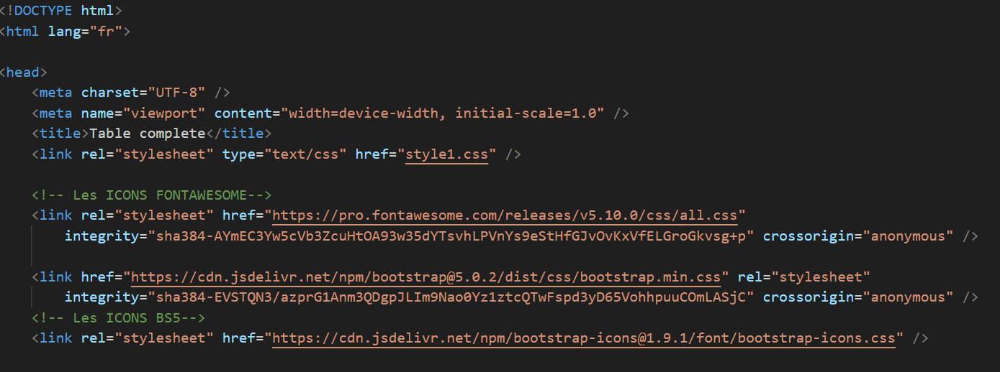 <!DOCTYPE html>
<html lang="fr">
<head>
<meta charset="UTF-8" />
<meta name="viewport" content="width=device-width, initial-scale=1.0" />
<title>Table complete</title>
<link rel="stylesheet" type="text/css" href="style1.css" />
<!-- Les ICONS FONTAWESOME-->
<link rel="stylesheet" href="https://pro.fontawesome.com/releases/v5.10.0/css/all.css"
integrity="sha384-AYmEC3Yw5cVb3ZcuHtOA93w35dYTsvhLPVnYs9eStHfGJvOvKxVfELGroGkvsg+p" crossorigin="anonymous" />
<link href="https://cdn.jsdelivr.net/npm/bootstrap@5.0.2/dist/css/bootstrap.min.css" rel="stylesheet"
integrity="sha384-EVSTQN3/azprG1Anm3QDgpJLIm9Nao0Yz1ztcQTwFspd3yD65VohhpuuCOmLASjC" crossorigin="anonymous" />
<!-- Les ICONS BS5-->
<link rel="stylesheet" href="https://cdn.jsdelivr.net/npm/bootstrap-icons@1.9.1/font/bootstrap-icons.css" />